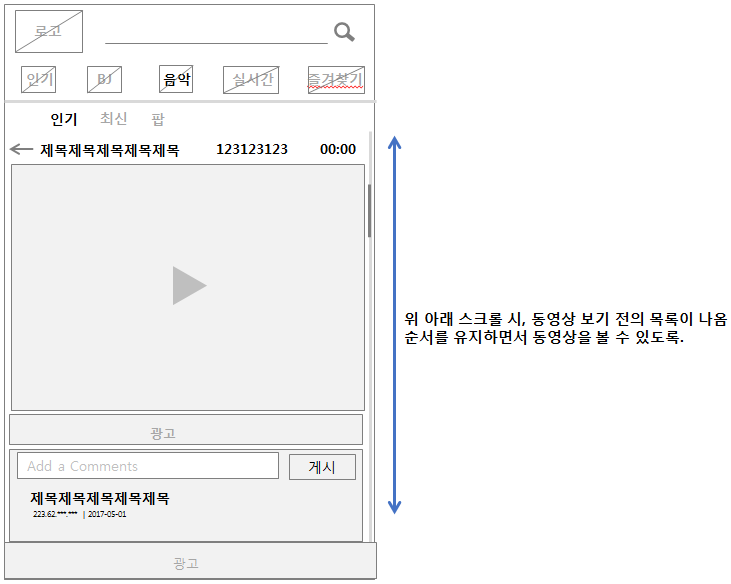 로고
인기 BJ 음악 실시간 즐겨찾기
인기 최신 팝
제목제목제목제목제목 123123123 00:00
위 아래 스크롤 시, 동영상 보기 전의 목록이 나옴
순서를 유지하면서 동영상을 볼 수 있도록.
광고
Add a Comments 게시
제목제목제목제목제목
223.62.***.*** | 2017-05-01
광고